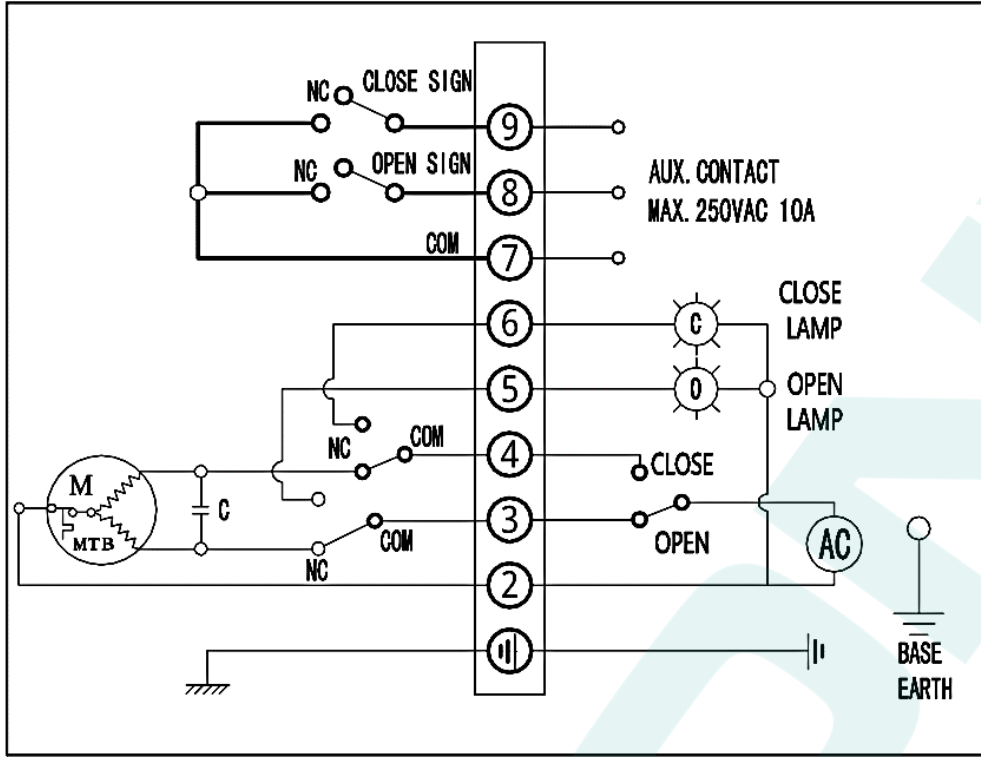 NC CLOSE SIGN
9
NC OPEN SIGN
8
AUX. CONTACT
MAX. 250VAC 10A
COM
7
6
C
CLOSE
LAMP
5
O
OPEN
LAMP
NC
COM
4
CLOSE
M
C
MTB
COM
3
OPEN
AC
NC
2
BASE
EARTH